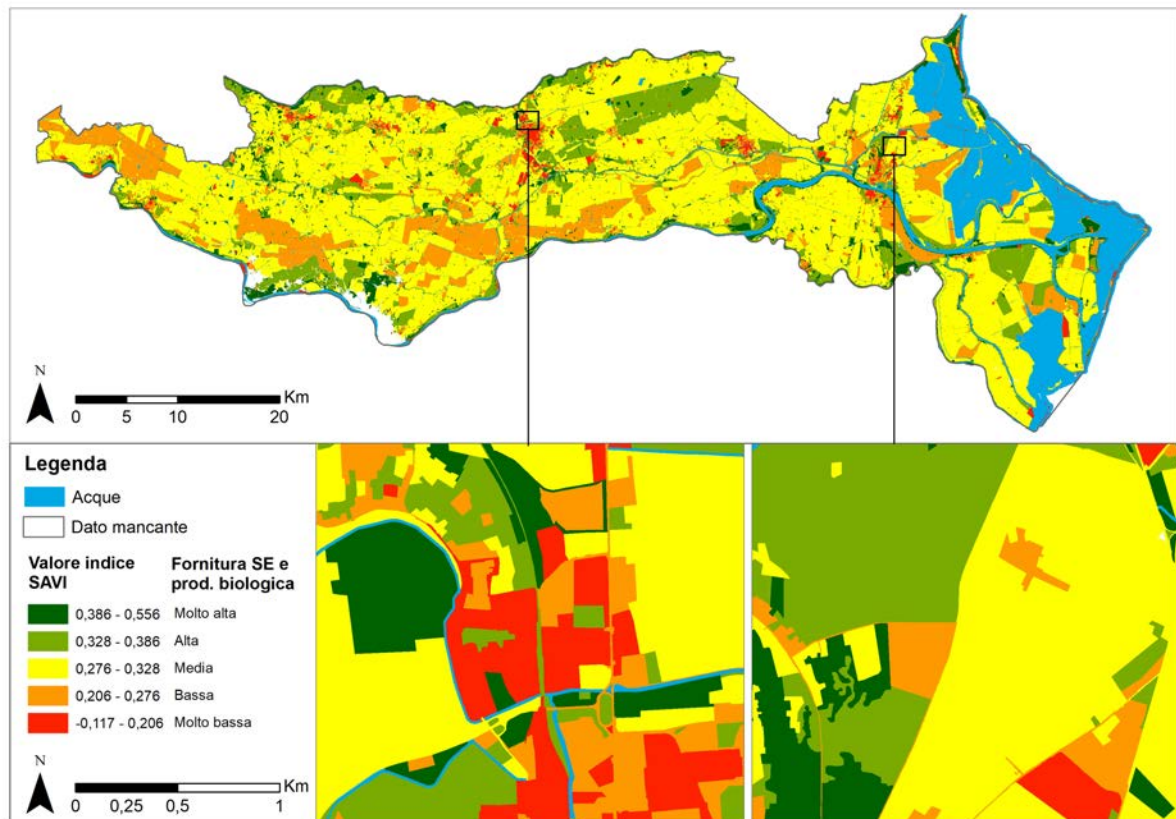 N
Km
0 5 10 20
Legenda
Acque
Dato mancante
Valore indice SAVI
Fornitura SE e prod. biologica
0,386 - 0,556 Molto alta
0,328 - 0,386 Alta
0,276 - 0,328 Media
0,206 - 0,276 Bassa
-0,117 - 0,206 Molto bassa
N
Km
0 0,25 0,5 1